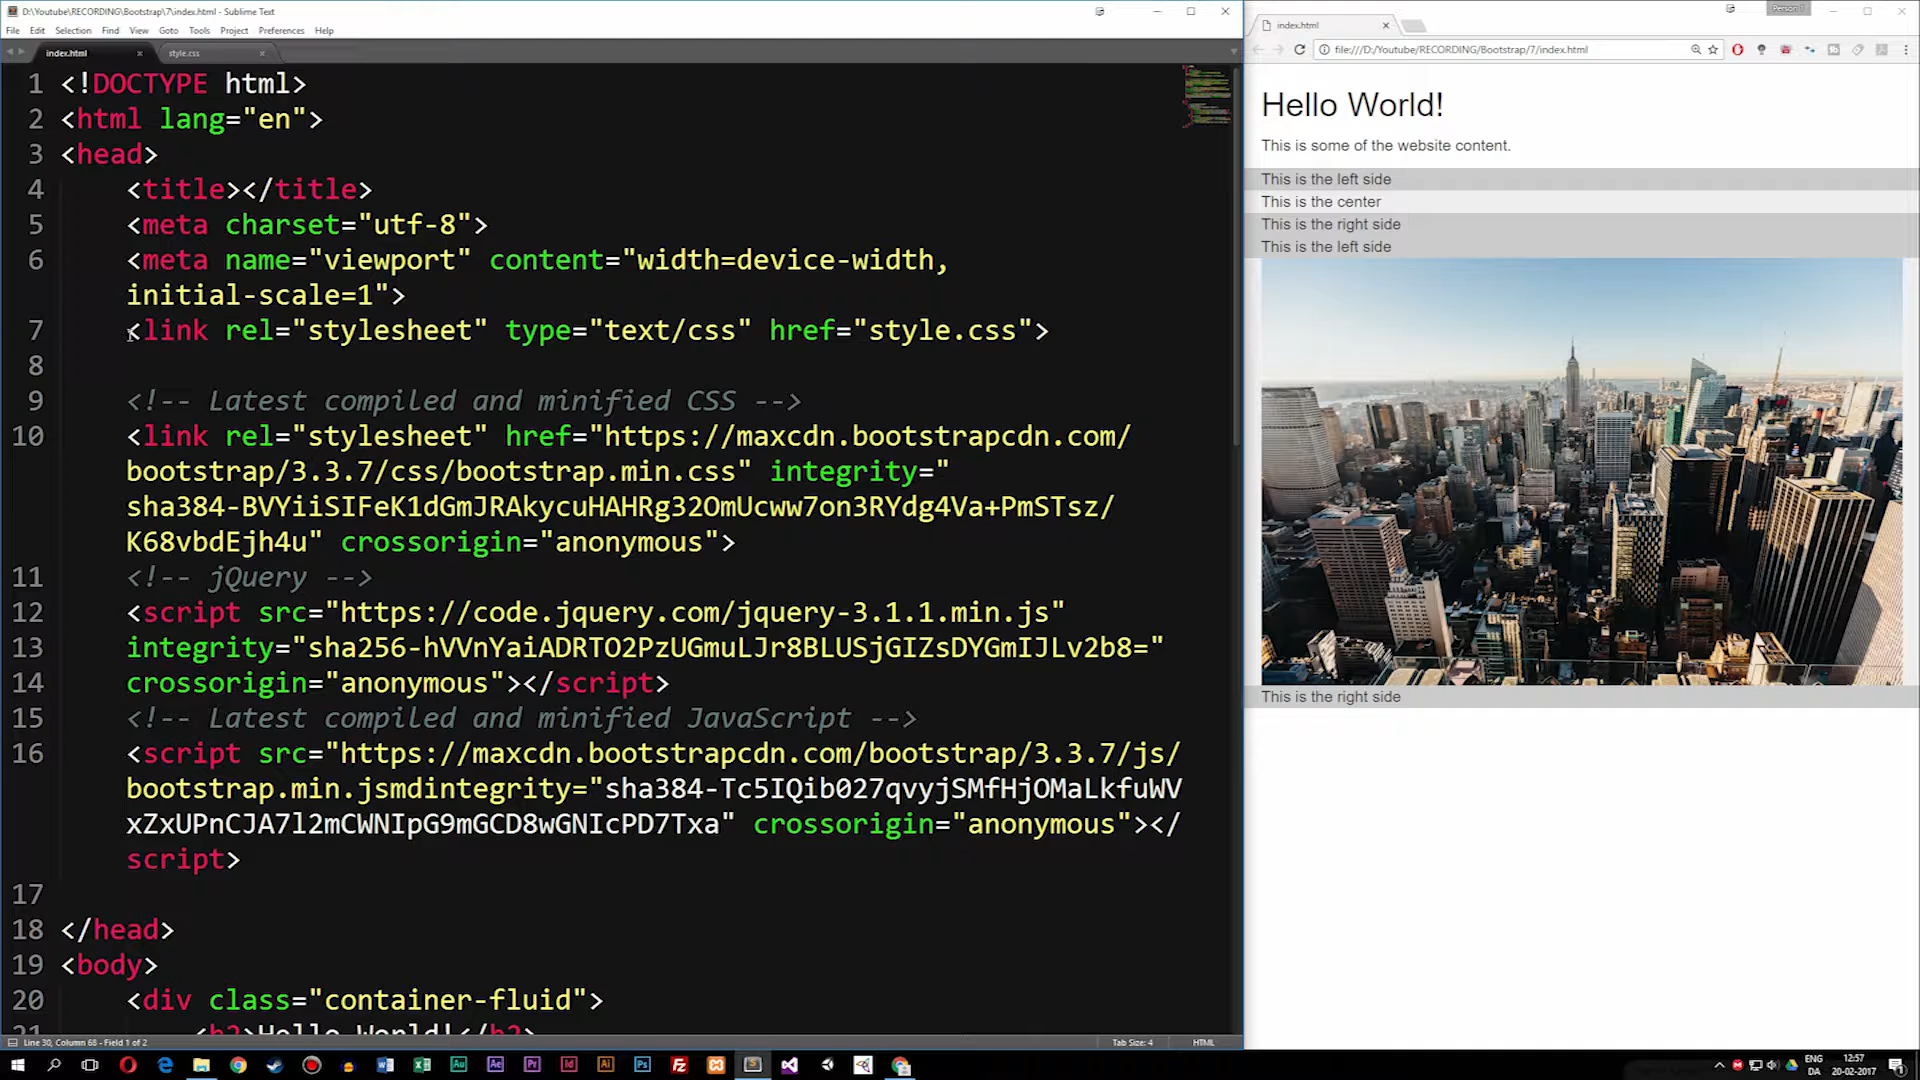 D:\Youtube\RECORDING\Bootstrap\7\index.html - Sublime Text
File Edit Selection Find View Goto Tools Project Preferences Help
index.html style.css
1 <!DOCTYPE html>
2 <html lang="en">
3 <head>
4 <title></title>
5 <meta charset="utf-8">
6 <meta name="viewport" content="width=device-width,
initial-scale=1">
7 <link rel="stylesheet" type="text/css" href="style.css">
8
9 <!-- Latest compiled and minified CSS -->
10 <link rel="stylesheet" href="https://maxcdn.bootstrapcdn.com/
bootstrap/3.3.7/css/bootstrap.min.css" integrity="
sha384-BVYiiSIFeK1dGmJRAkycuHAHRg32OmUcww7on3RYdg4Va+PmSTsz/
K68vbdEjh4u" crossorigin="anonymous">
11 <!-- jQuery -->
12 <script src="https://code.jquery.com/jquery-3.1.1.min.js"
13 integrity="sha256-hVVnYaiADRTO2PzUGmuLJr8BLUSjGIZsDYGmIJLv2b8="
14 crossorigin="anonymous"></script>
15 <!-- Latest compiled and minified JavaScript -->
16 <script src="https://maxcdn.bootstrapcdn.com/bootstrap/3.3.7/js/
bootstrap.min.jsmdintegrity="sha384-Tc5IQib027qvyjSMfHjOMaLkfuWV
xZxUPnCJA7l2mCWNIpG9mGCD8wGNIcPD7Txa" crossorigin="anonymous"></
script>
17
18 </head>
19 <body>
20 <div class="container-fluid">
21 <h2>Hello World!</h2>
Line 30, Column 68 - Field 1 of 2
Tab Size: 4 HTML
index.html
Person 1
file:///D:/Youtube/RECORDING/Bootstrap/7/index.html
Hello World!
This is some of the website content.
This is the left side
This is the center
This is the right side
This is the left side
This is the right side
ENG
DA
12:57
20-02-2017